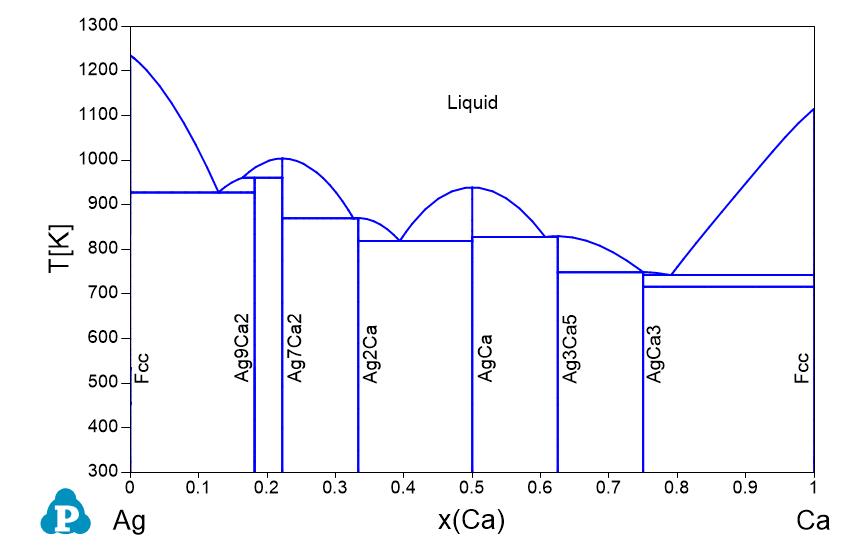 1300
1200
1100
1000
900
800
700
600
500
400
300
T[K]
Liquid
Fcc
Ag9Ca2
Ag7Ca2
Ag2Ca
AgCa
Ag3Ca5
AgCa3
Fcc
0 0.1 0.2 0.3 0.4 0.5 0.6 0.7 0.8 0.9 1
P Ag x(Ca) Ca